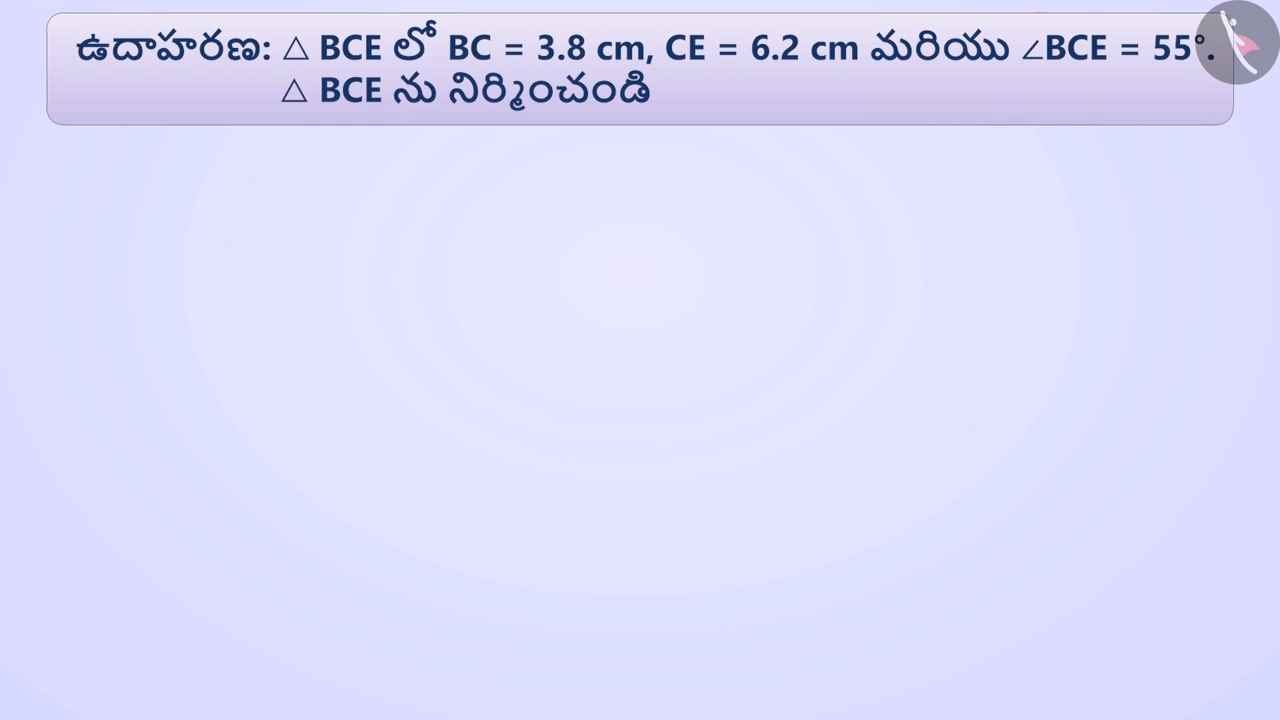 ఉదాహరణ: △ BCE లో BC = 3.8 cm, CE = 6.2 cm మరియు ∠BCE = 55°.
△ BCE ను నిర్మించండి